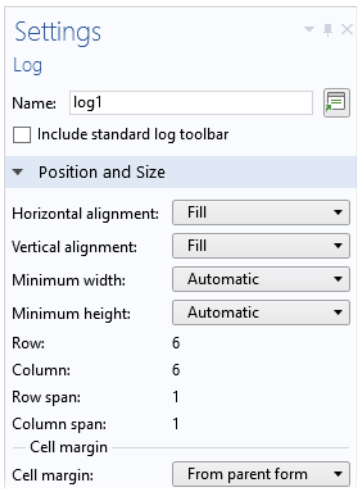 Settings
Log
Name: log1
Include standard log toolbar
Position and Size
Horizontal alignment: Fill
Vertical alignment: Fill
Minimum width: Automatic
Minimum height: Automatic
Row: 6
Column: 6
Row span: 1
Column span: 1
Cell margin
Cell margin: From parent form